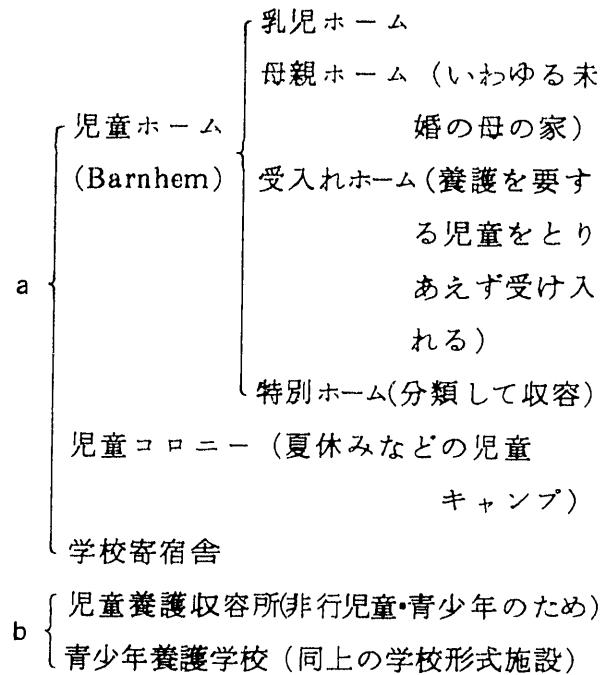 乳児ホーム
母親ホーム（いわゆる未
婚の母の家）
児童ホーム
(Barnhem)
受入れホーム(養護を要す
る児童をとり
あえず受け入
れる）
a
特別ホーム(分類して収容）
児童コロニー（夏休みなどの児童
キャンプ）
学校寄宿舎
b
児童養護収容所(非行児童・青少年のため）
青少年養護学校（同上の学校形式施設）